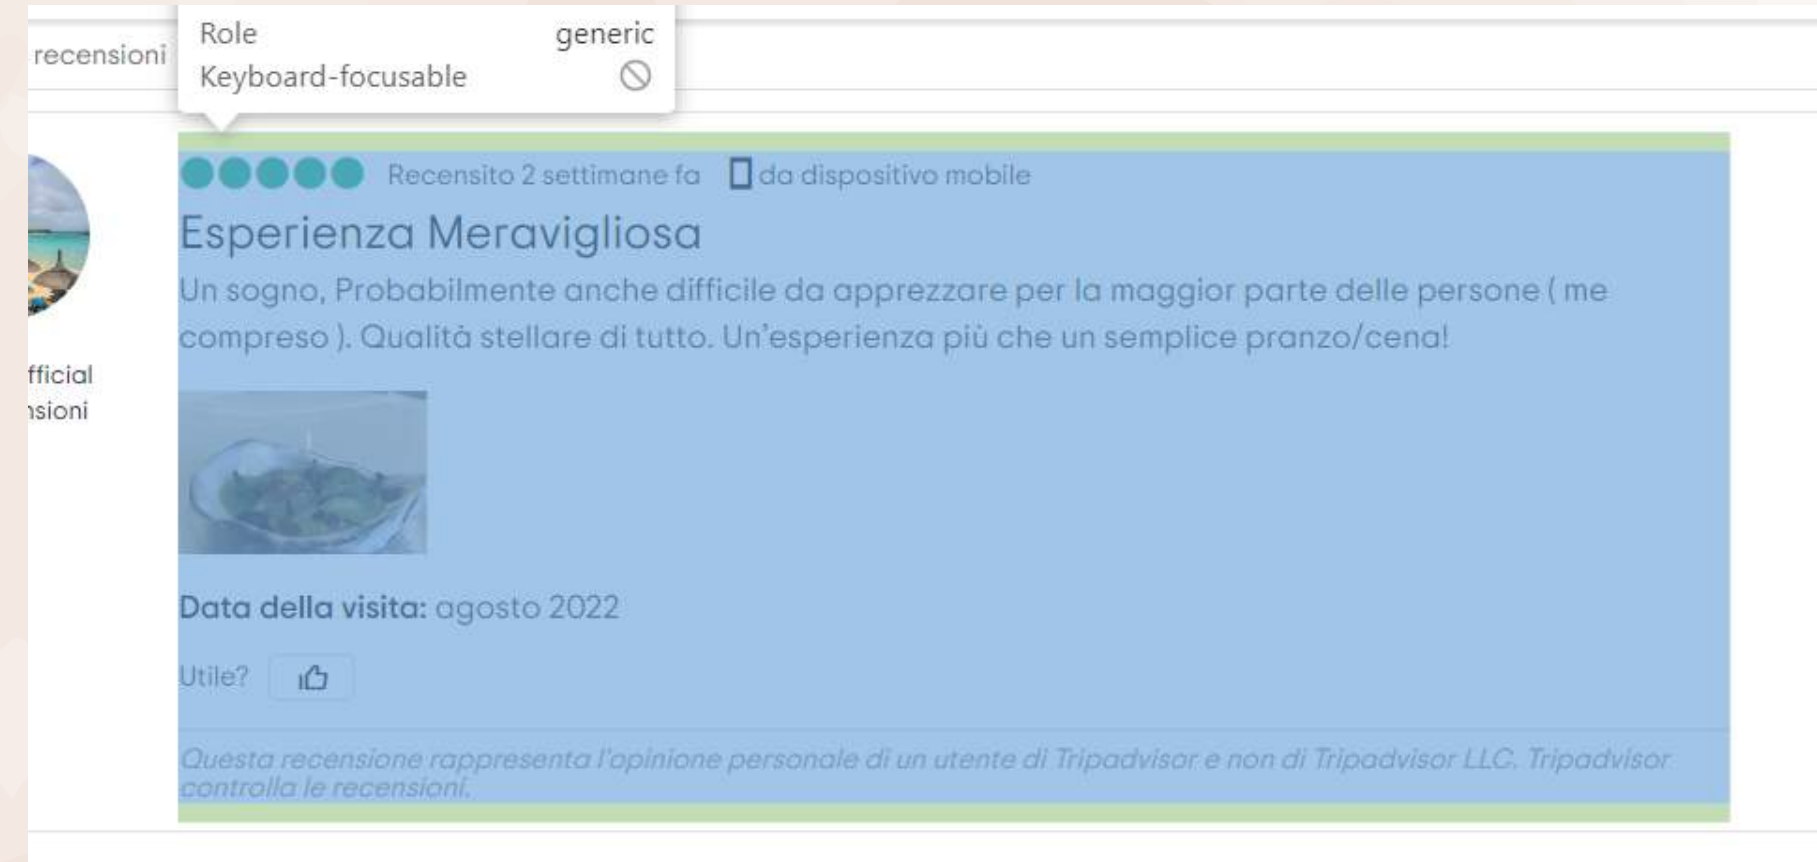 Role generic
recensioni
Keyboard-focusable
Recensito 2 settimane fa da dispositivo mobile
Esperienza Meravigliosa
Un sogno, Probabilmente anche difficile da apprezzare per la maggior parte delle persone ( me
compreso ). Qualità stellare di tutto. Un'esperienza più che un semplice pranzo/cena!
fficial
nsioni
Data della visita: agosto 2022
Utile?
Questa recensione rappresenta l'opinione personale di un utente di Tripadvisor e non di Tripadvisor LLC. Tripadvisor
controlla le recensioni.